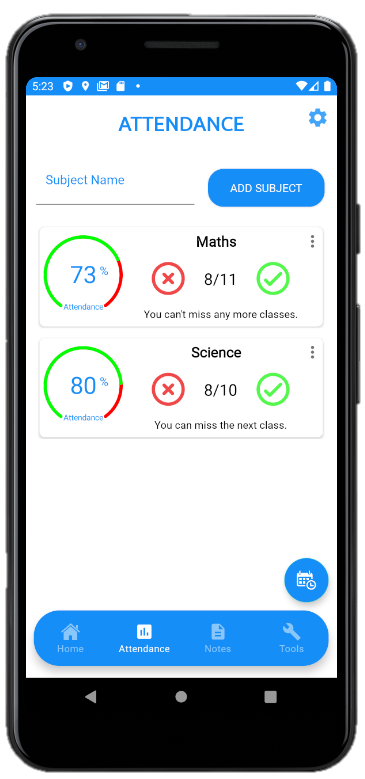 5:23
ATTENDANCE
Subject Name
ADD SUBJECT
Maths
73 %
8/11
Attendance
You can't miss any more classes.
Science
80 %
8/10
Attendance
You can miss the next class.
Home
Attendance
Notes
Tools